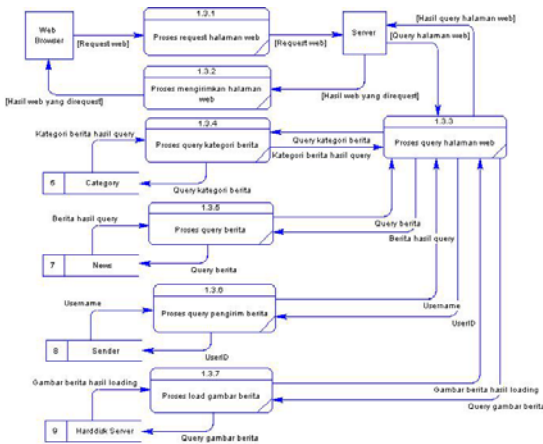 1.3.1
Web Browser
Proses request halaman web
Server
[Request web]
[Request web]
[Hasil query halaman web]
[Query halaman web]
1.3.2
Proses mengirimkan halaman web
[Hasil web yang direquest]
[Hasil web yang direquest]
1.3.3
Proses query halaman web
1.3.4
Proses query kategori berita
Kategori berita hasil query
Query kategori berita
Kategori berita hasil query
6 Category
Query kategori berita
1.3.5
Proses query berita
Berita hasil query
Query berita
Berita hasil query
7 News
Query berita
1.3.6
Proses query pengirim berita
Username
Username
UserID
8 Sender
UserID
1.3.7
Proses load gambar berita
Gambar berita hasil loading
Gambar berita hasil loading
Query gambar berita
9 Harddisk Server
Query gambar berita